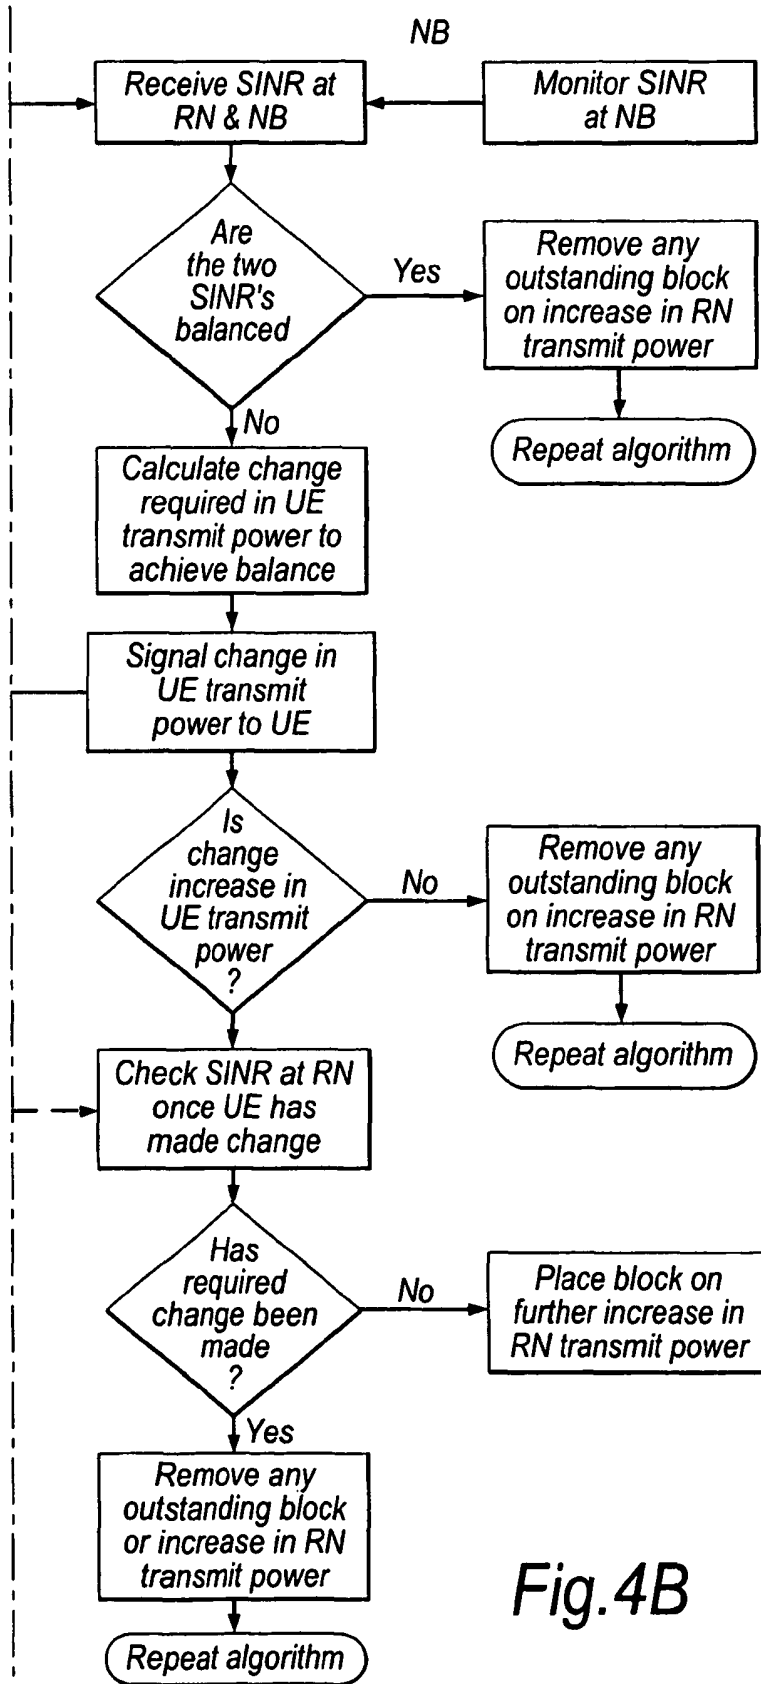 NB
Receive SINR at
RN & NB
Monitor SINR
at NB
Are
the two
SINR's
balanced
Yes
Remove any
outstanding block
on increase in RN
transmit power
Repeat algorithm
No
Calculate change
required in UE
transmit power to
achieve balance
Signal change in
UE transmit
power to UE
Is
change
increase in
UE transmit
power
?
No
Remove any
outstanding block
on increase in RN
transmit power
Repeat algorithm
Check SINR at RN
once UE has
made change
Has
required
change been
made
?
No
Place block on
further increase in
RN transmit power
Yes
Remove any
outstanding block
or increase in RN
transmit power
Repeat algorithm
Fig.4B